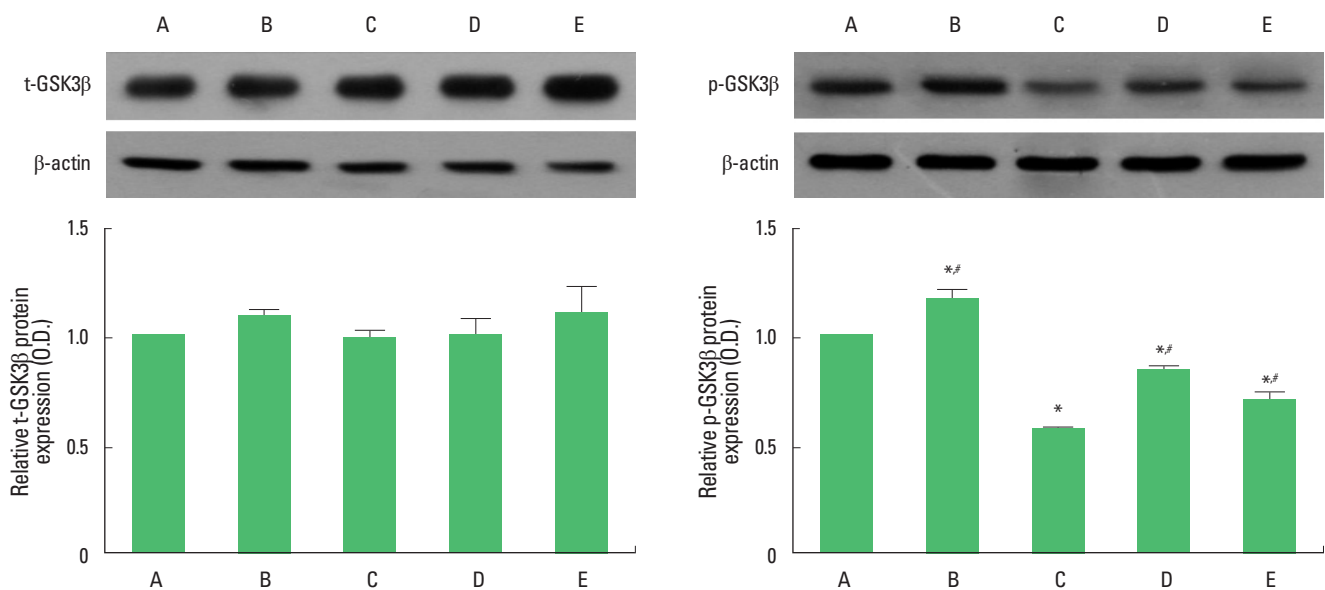 A B C D E
t-GSK3β
β-actin
1.5
1.0
0.5
0
Relative t-GSK3β protein
expression (O.D.)
A B C D E
A B C D E
p-GSK3β
β-actin
1.5
1.0
0.5
0
Relative p-GSK3β protein
expression (O.D.)
*,#
*
*,#
*,#
A B C D E